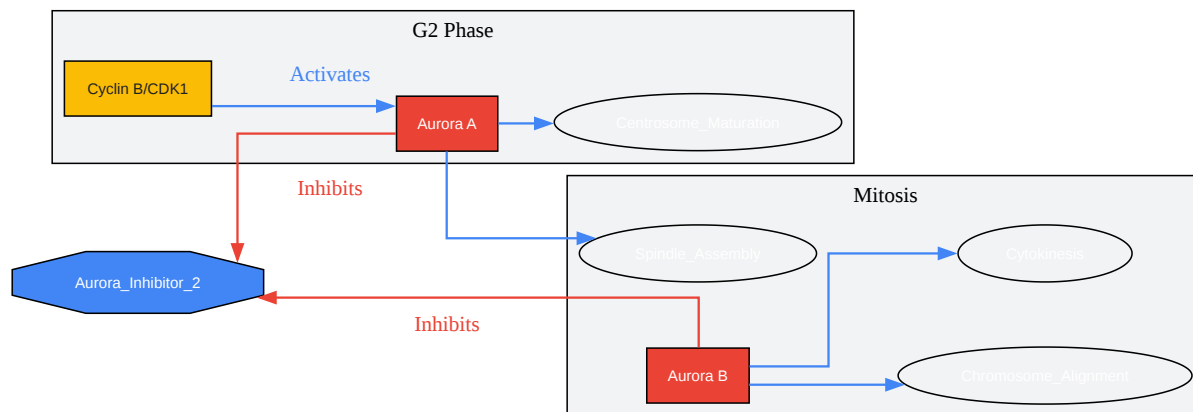 G2 Phase
Cyclin B/CDK1
Activates
Aurora A
Centrosome_Maturation
Inhibits
Mitosis
Spindle_Assembly
Cytokinesis
Aurora_Inhibitor_2
Inhibits
Aurora B
Chromosome_Alignment